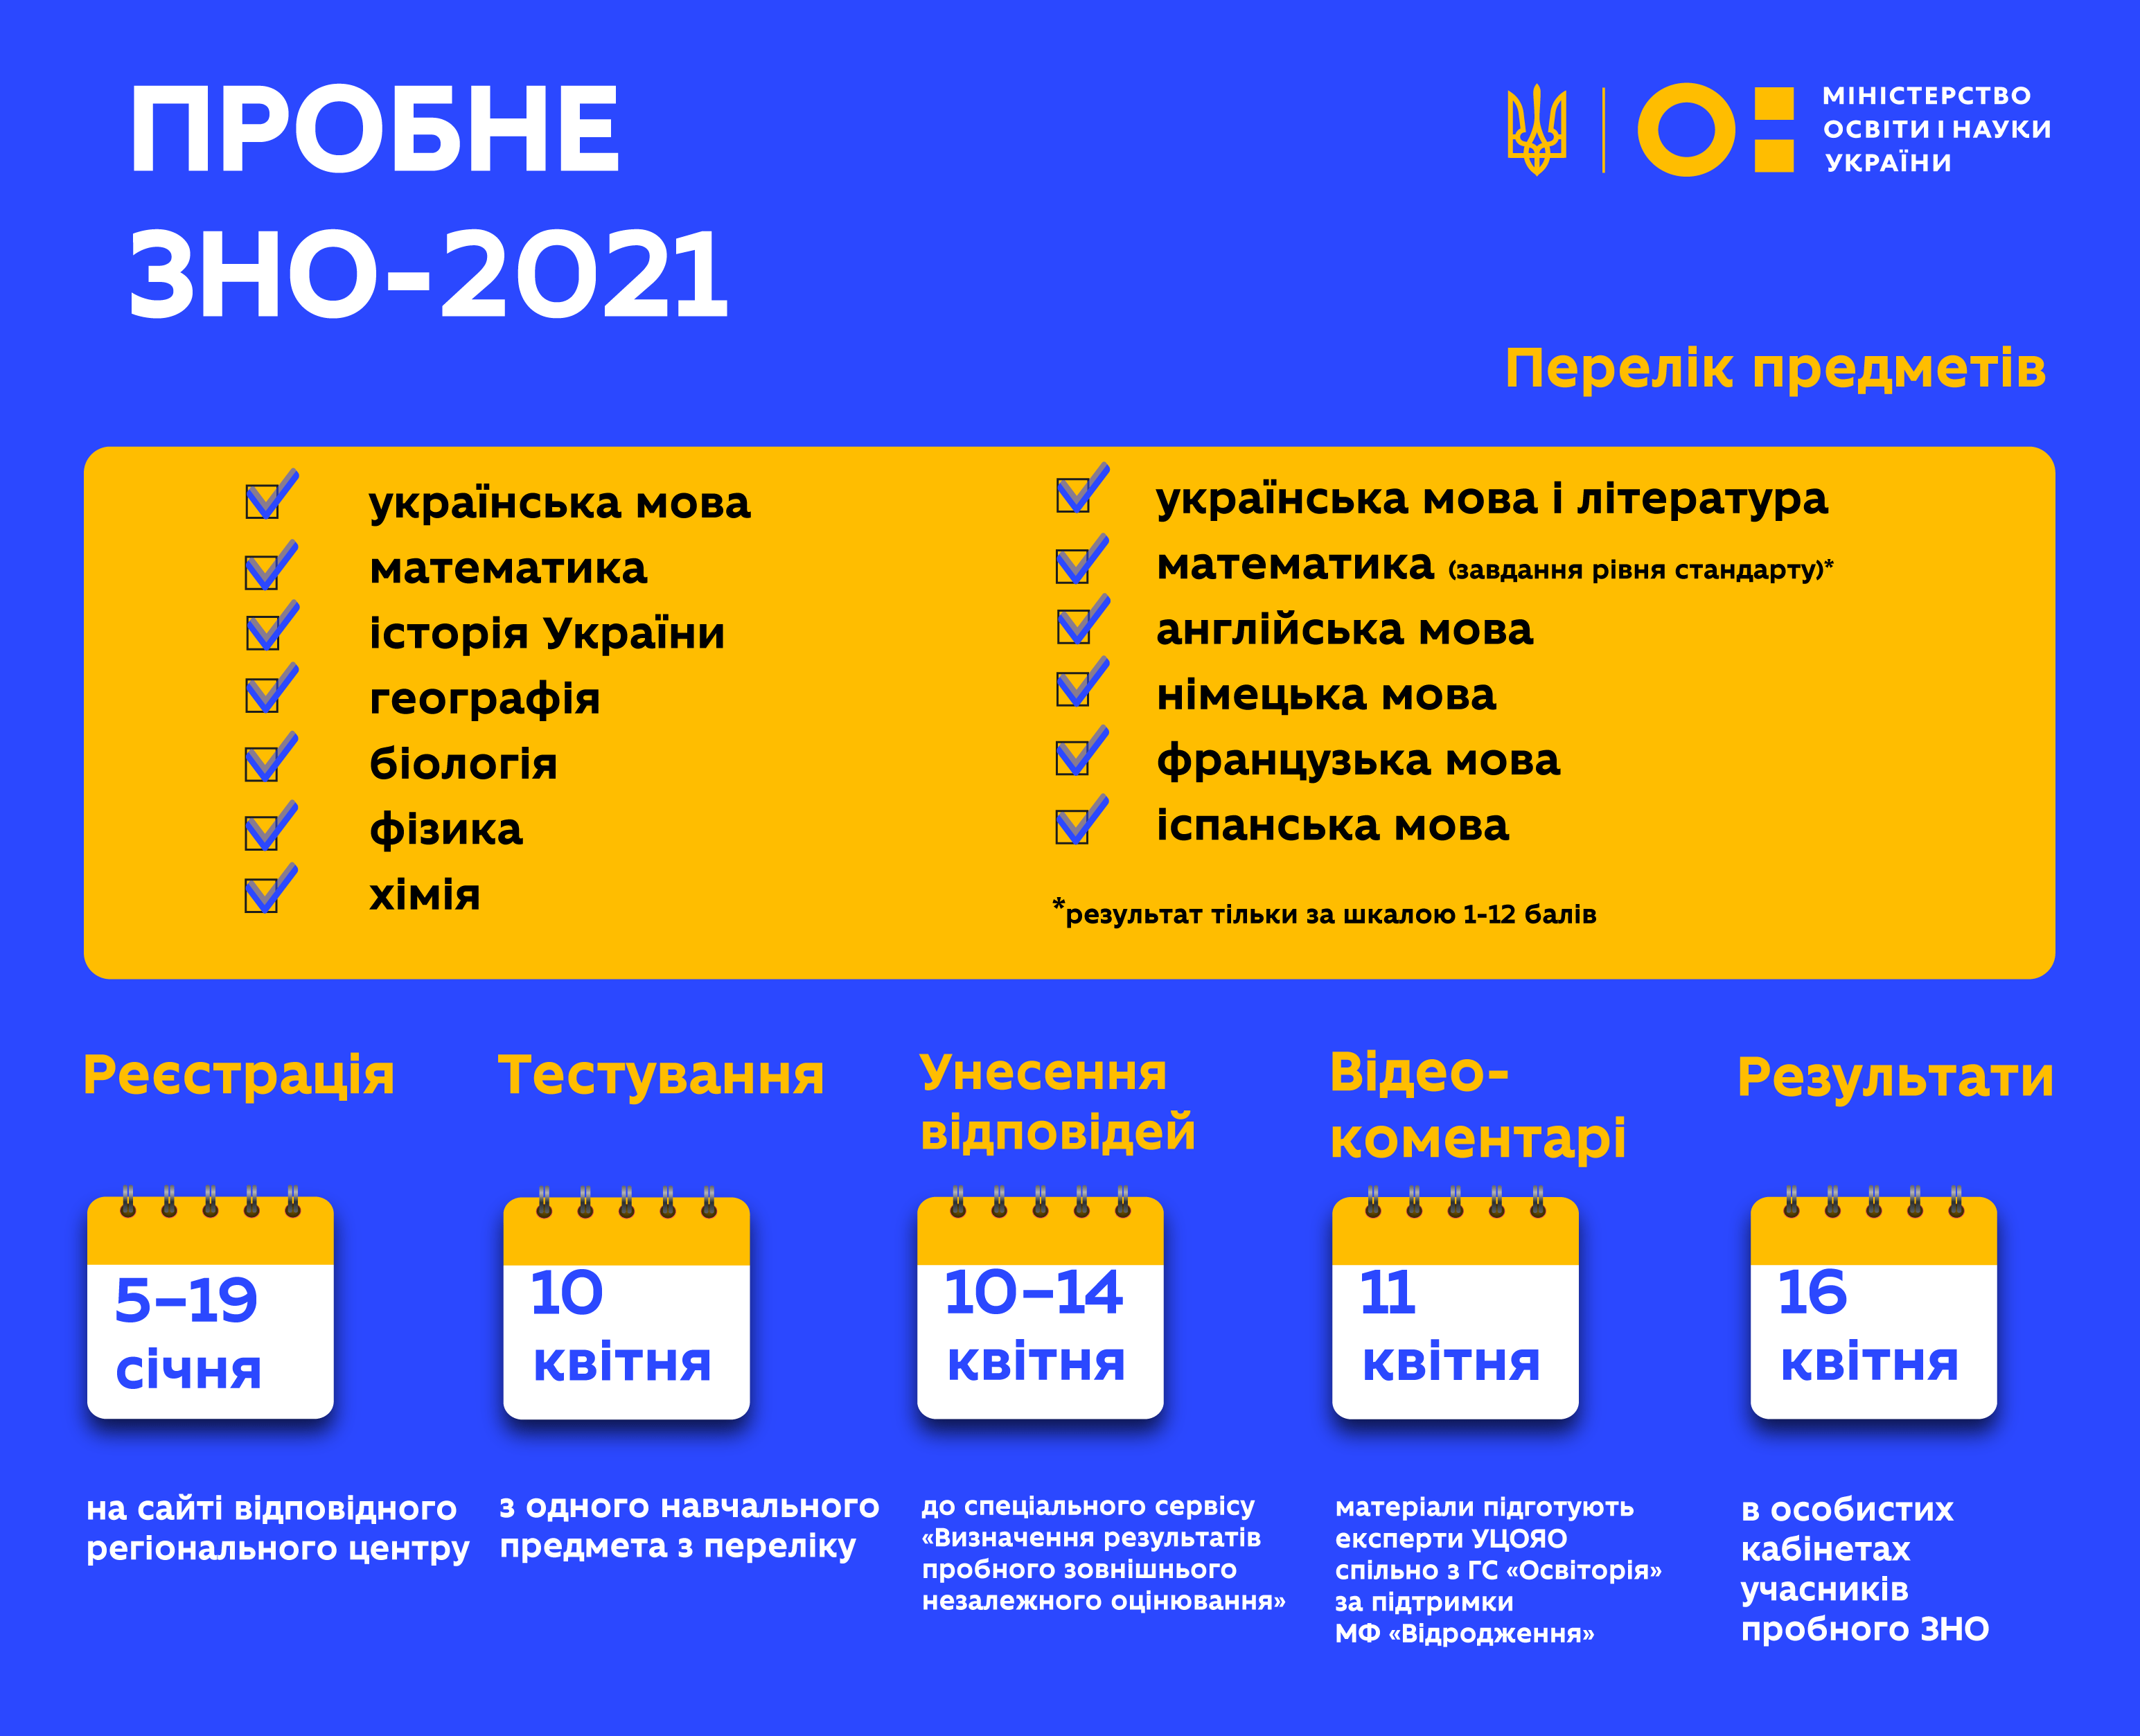 ПРОБНЕ
ЗНО-2021
МІНІСТЕРСТВО
ОСВІТИ І НАУКИ
УКРАЇНИ
Перелік предметів
українська мова
математика
історія України
географія
біологія
фізика
хімія
українська мова і література
математика (завдання рівня стандарту)*
англійська мова
німецька мова
французька мова
іспанська мова
*результат тільки за шкалою 1-12 балів
Реєстрація
5–19
січня
на сайті відповідного
регіонального центру
Тестування
10
квітня
з одного навчального
предмета з переліку
Унесення
відповідей
10–14
квітня
до спеціального сервісу
«Визначення результатів
пробного зовнішнього
незалежного оцінювання»
Відео-
коментарі
11
квітня
матеріали підготують
експерти УЦОЯО
спільно з ГС «Освіторія»
за підтримки
МФ «Відродження»
Результати
16
квітня
в особистих
кабінетах
учасників
пробного ЗНО